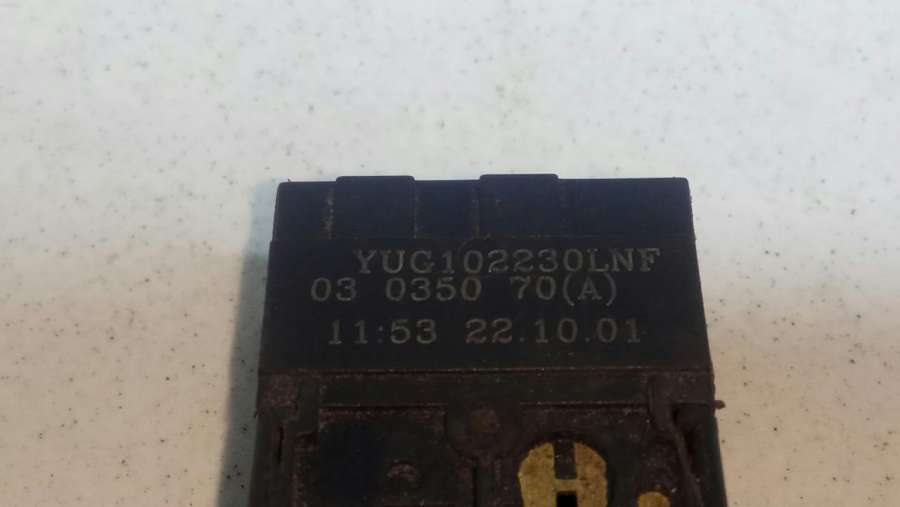 YUG102230LNF
03 0350 70(A)
11:53 22.10.01
H